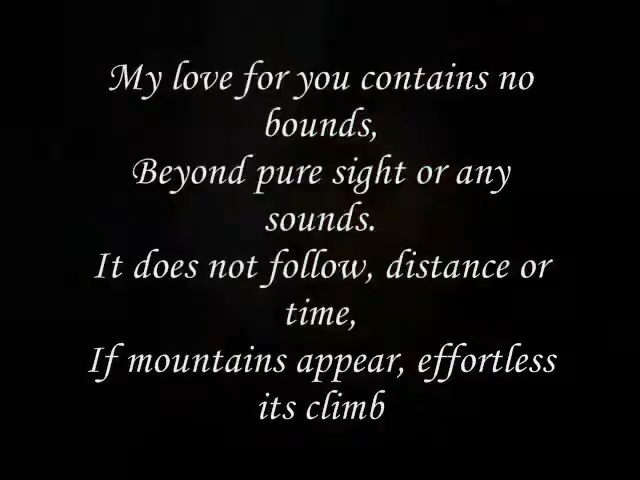 My love for you contains no
bounds,
Beyond pure sight or any
sounds.
It does not follow, distance or
time,
If mountains appear, effortless
its climb